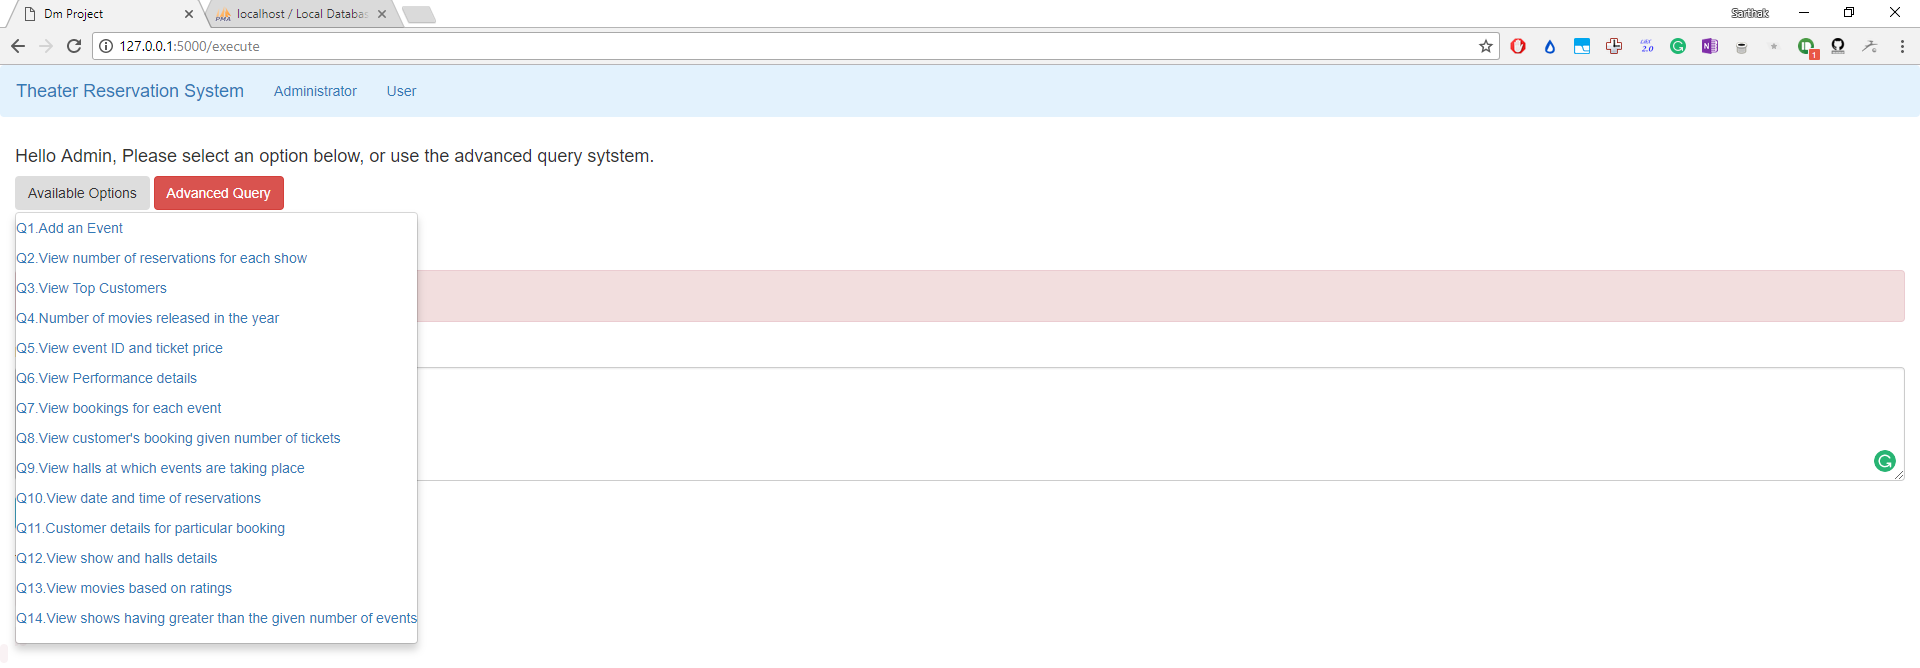 Dm Project
localhost / Local Databas
Sarthak
127.0.0.1:5000/execute
Theater Reservation System Administrator User
Hello Admin, Please select an option below, or use the advanced query sytstem.
Available Options Advanced Query
Q1.Add an Event
Q2.View number of reservations for each show
Q3.View Top Customers
Q4.Number of movies released in the year
Q5.View event ID and ticket price
Q6.View Performance details
Q7.View bookings for each event
Q8.View customer's booking given number of tickets
Q9.View halls at which events are taking place
Q10.View date and time of reservations
Q11.Customer details for particular booking
Q12.View show and halls details
Q13.View movies based on ratings
Q14.View shows having greater than the given number of events